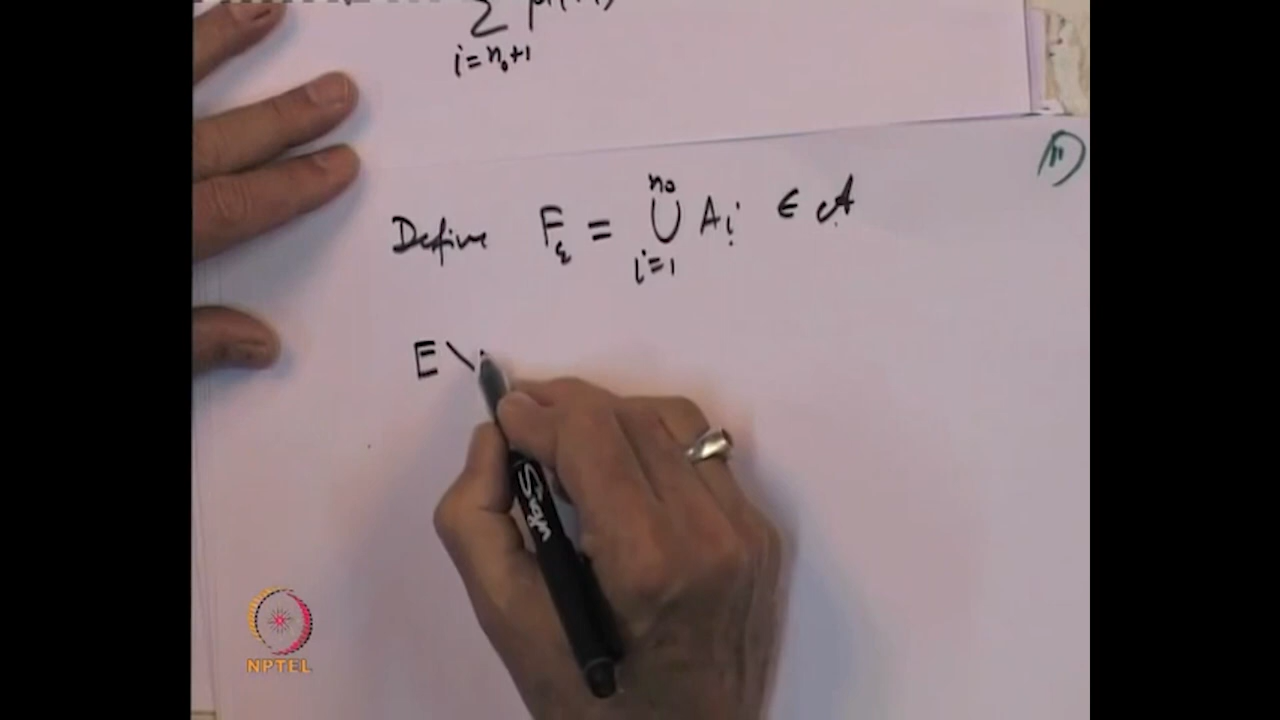 i=n₀+1
Define F_ε = ⋃_{i=1}^{n₀} A_i ∈ 𝒜
E \
NPTEL